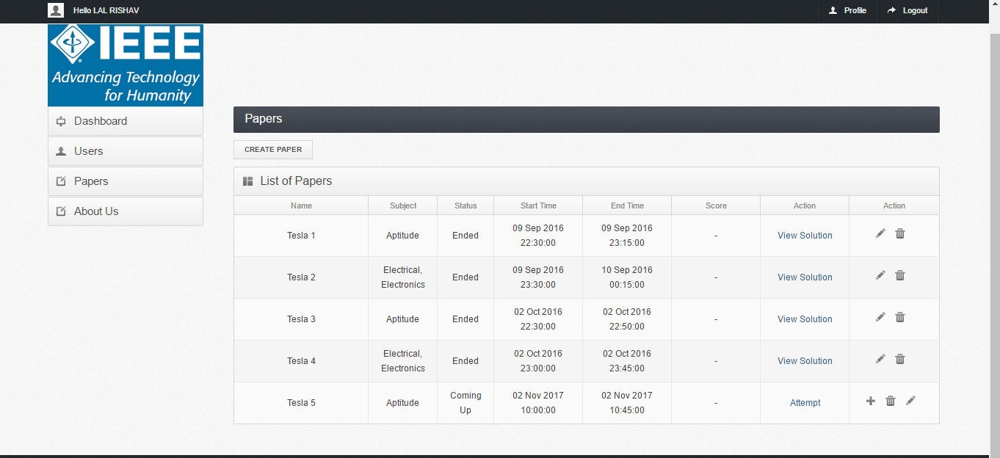 Hello LAL RISHAV
Profile
Logout
IEEE
Advancing Technology
for Humanity
Dashboard
Users
Papers
About Us
Papers
CREATE PAPER
List of Papers
Name Subject Status Start Time End Time Score Action Action
Tesla 1 Aptitude Ended 09 Sep 2016 22:30:00 09 Sep 2016 23:15:00 - View Solution
Tesla 2 Electrical, Electronics Ended 09 Sep 2016 23:30:00 10 Sep 2016 00:15:00 - View Solution
Tesla 3 Aptitude Ended 02 Oct 2016 22:30:00 02 Oct 2016 22:50:00 - View Solution
Tesla 4 Electrical, Electronics Ended 02 Oct 2016 23:00:00 02 Oct 2016 23:45:00 - View Solution
Tesla 5 Aptitude Coming Up 02 Nov 2017 10:00:00 02 Nov 2017 10:45:00 - Attempt